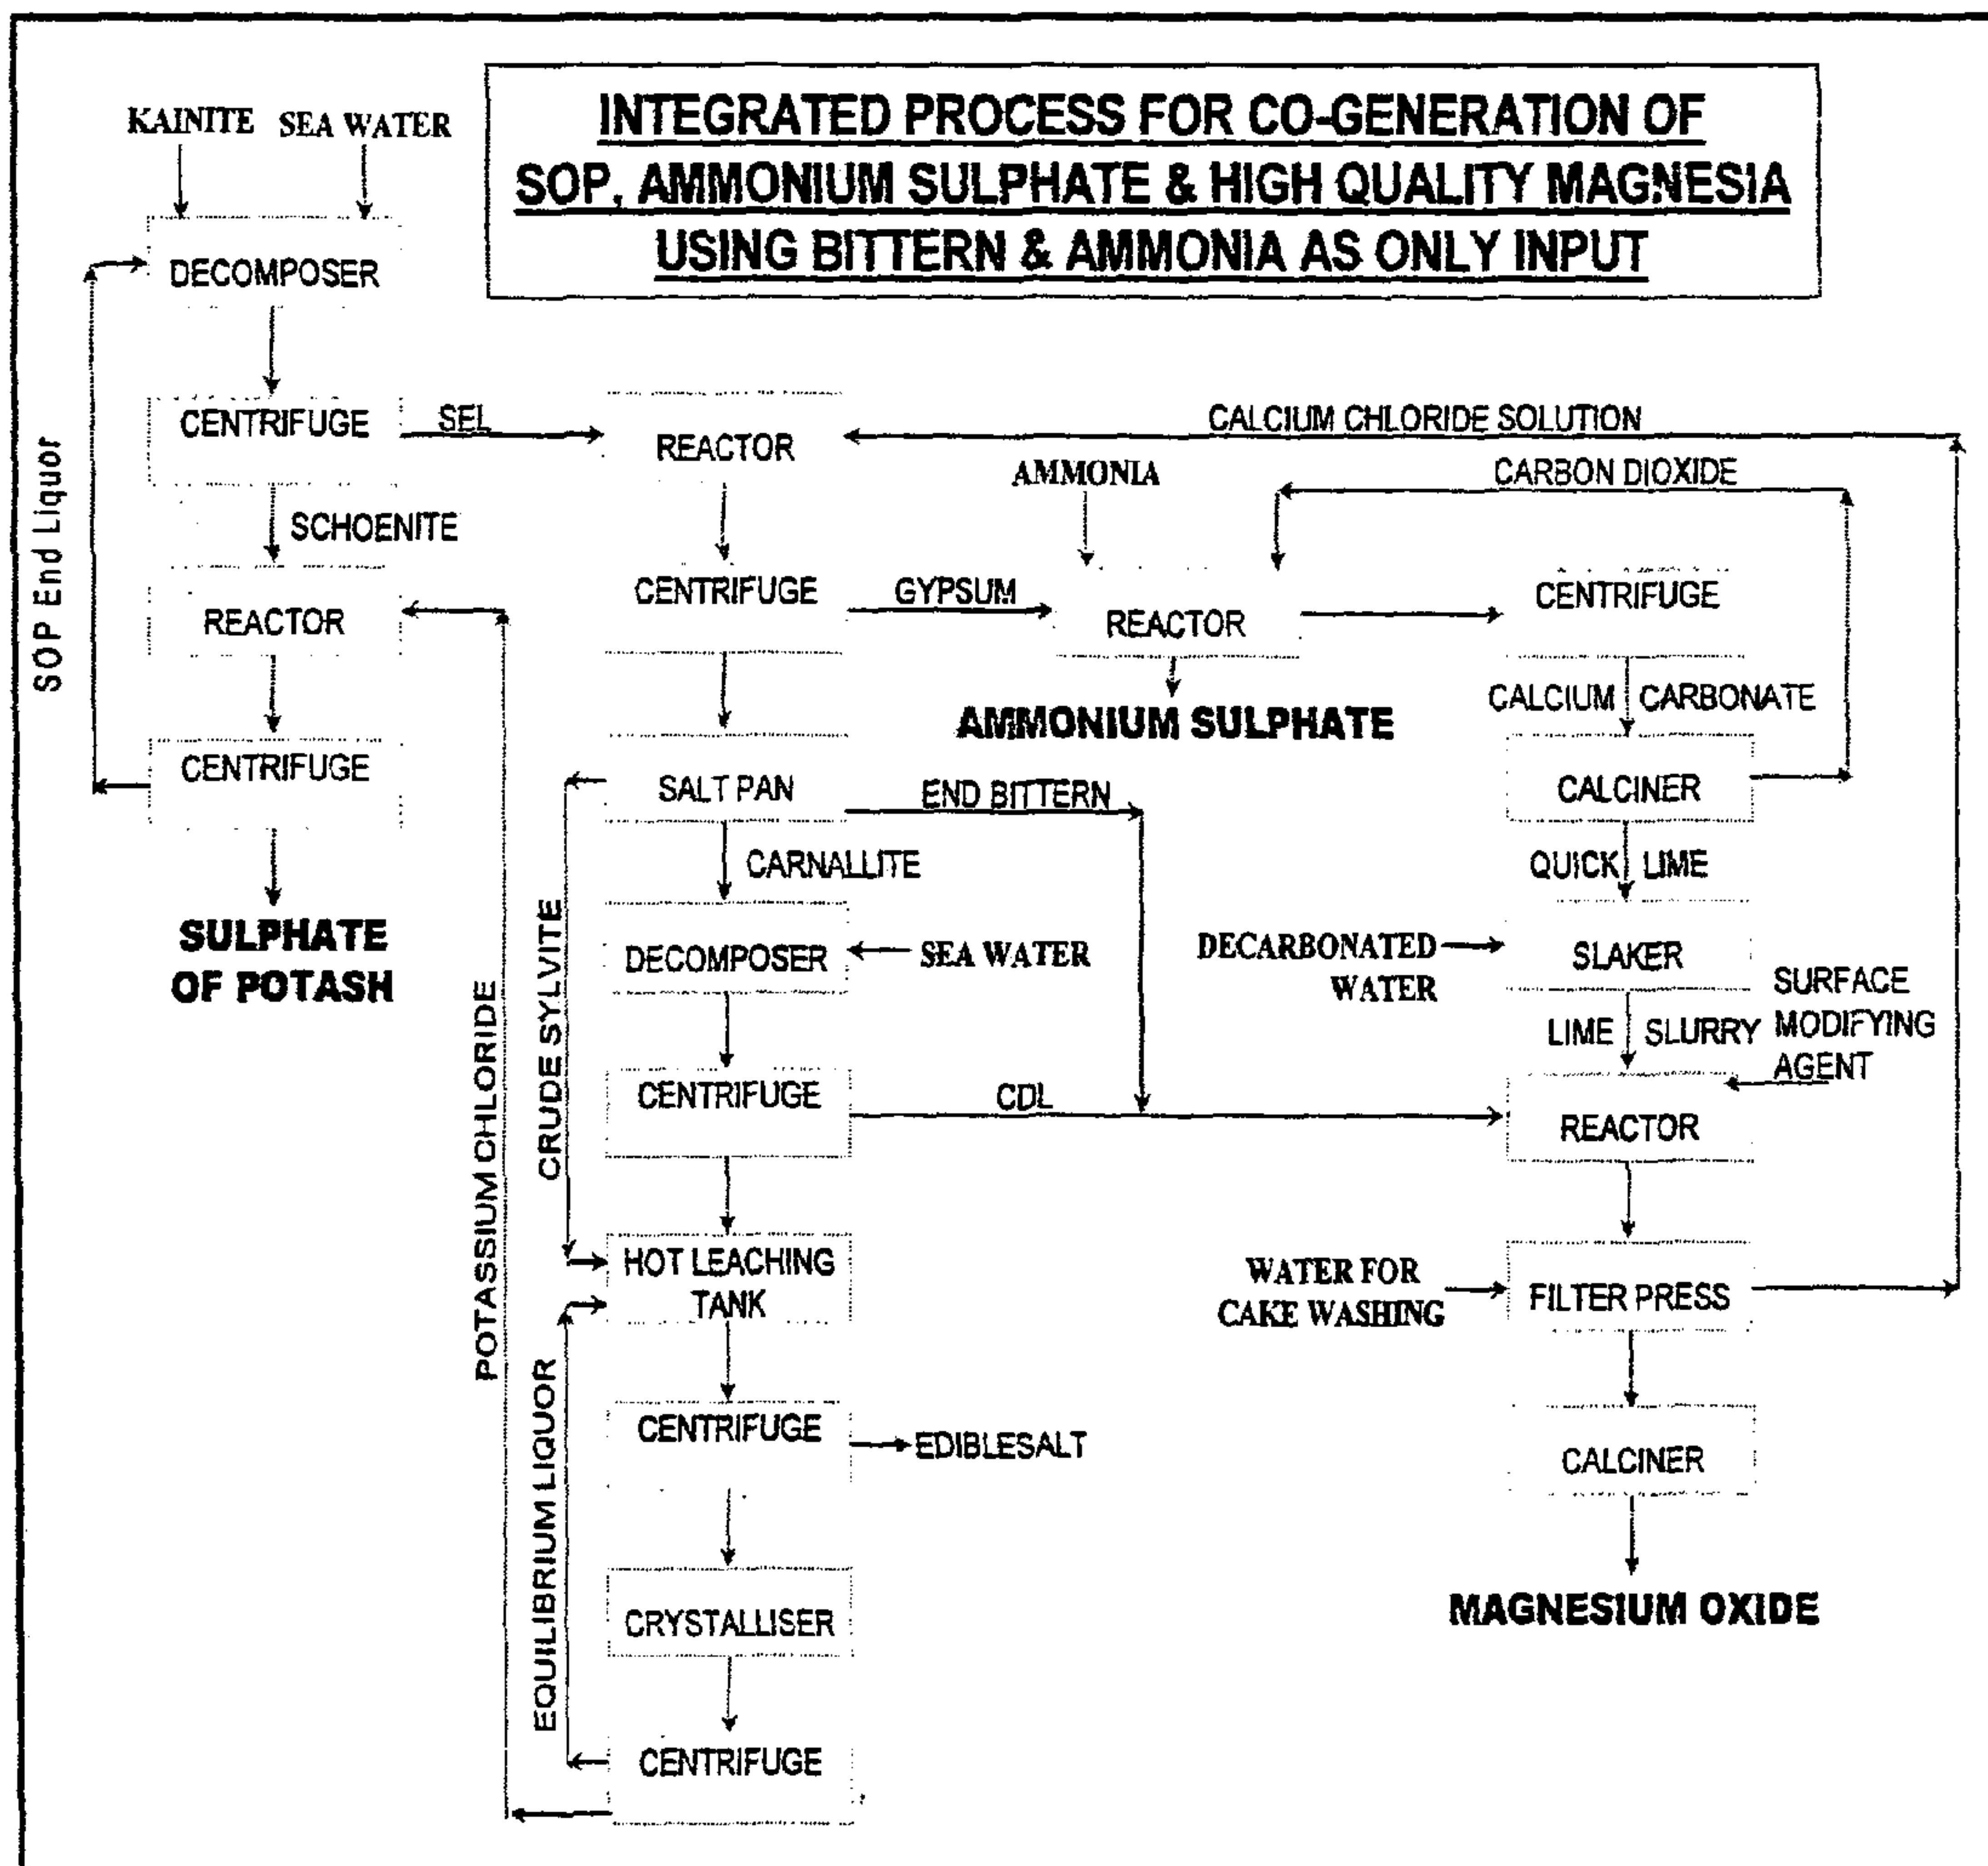 INTEGRATED PROCESS FOR CO-GENERATION OF
SOP, AMMONIUM SULPHATE & HIGH QUALITY MAGNESIA
USING BITTERN & AMMONIA AS ONLY INPUT
KAINITE
SEA WATER
DECOMPOSER
CENTRIFUGE
SEL
SCHOENITE
REACTOR
CENTRIFUGE
SOP End Liquor
SULPHATE
OF POTASH
POTASSIUM CHLORIDE
REACTOR
CALCIUM CHLORIDE SOLUTION
CENTRIFUGE
GYPSUM
AMMONIA
CARBON DIOXIDE
REACTOR
AMMONIUM SULPHATE
CENTRIFUGE
CALCIUM CARBONATE
CALCINER
QUICK LIME
DECARBONATED
WATER
SLAKER
LIME SLURRY
SURFACE
MODIFYING
AGENT
REACTOR
WATER FOR
CAKE WASHING
FILTER PRESS
CALCINER
MAGNESIUM OXIDE
SALT PAN
END BITTERN
CARNALLITE
CRUDE SYLVITE
DECOMPOSER
SEA WATER
CENTRIFUGE
CDL
HOT LEACHING
TANK
EQUILIBRIUM LIQUOR
CENTRIFUGE
EDIBLESALT
CRYSTALLISER
CENTRIFUGE